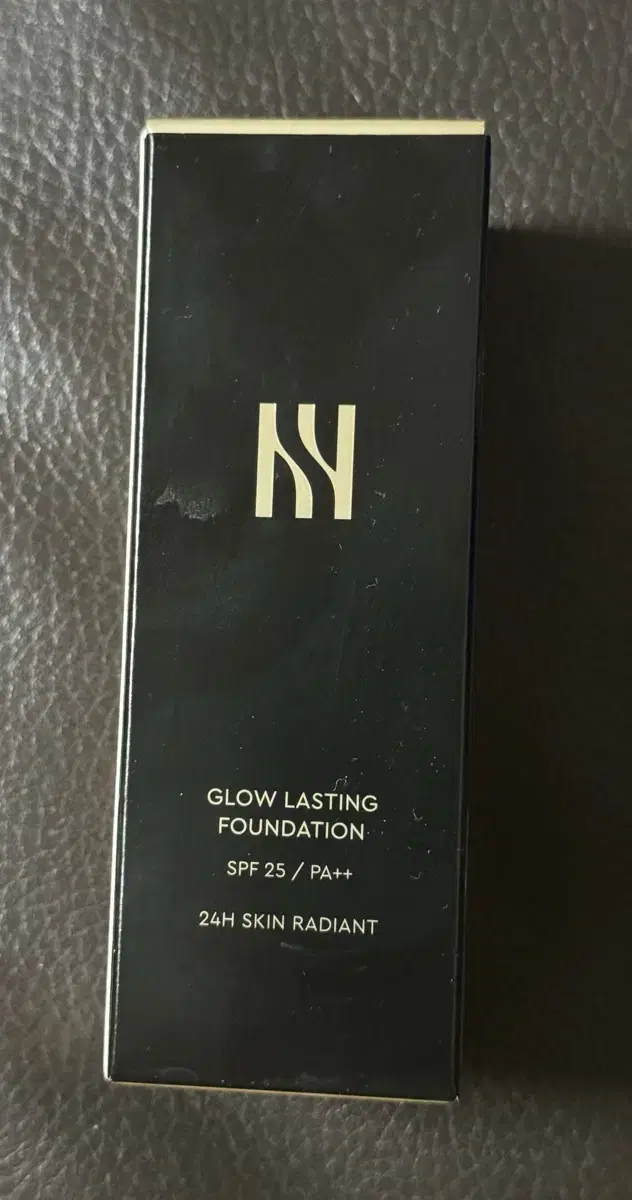 GLOW LASTING
FOUNDATION
SPF 25 / PA++
24H SKIN RADIANT